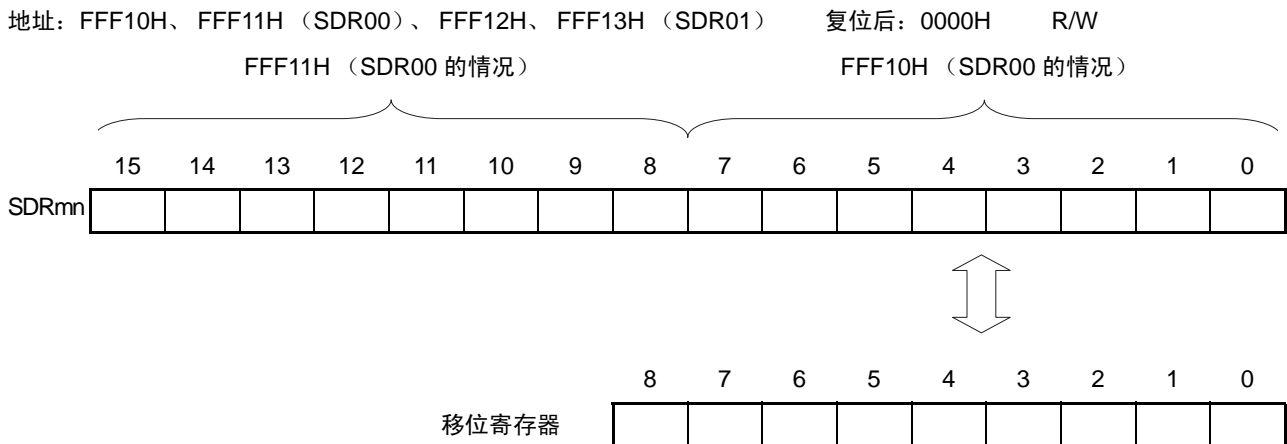 地址：FFF10H、 FFF11H （SDR00）、 FFF12H、 FFF13H （SDR01） 复位后：0000H R/W
FFF11H （SDR00 的情况） FFF10H （SDR00 的情况）
15 14 13 12 11 10 9 8 7 6 5 4 3 2 1 0
SDRmn
8 7 6 5 4 3 2 1 0
移位寄存器